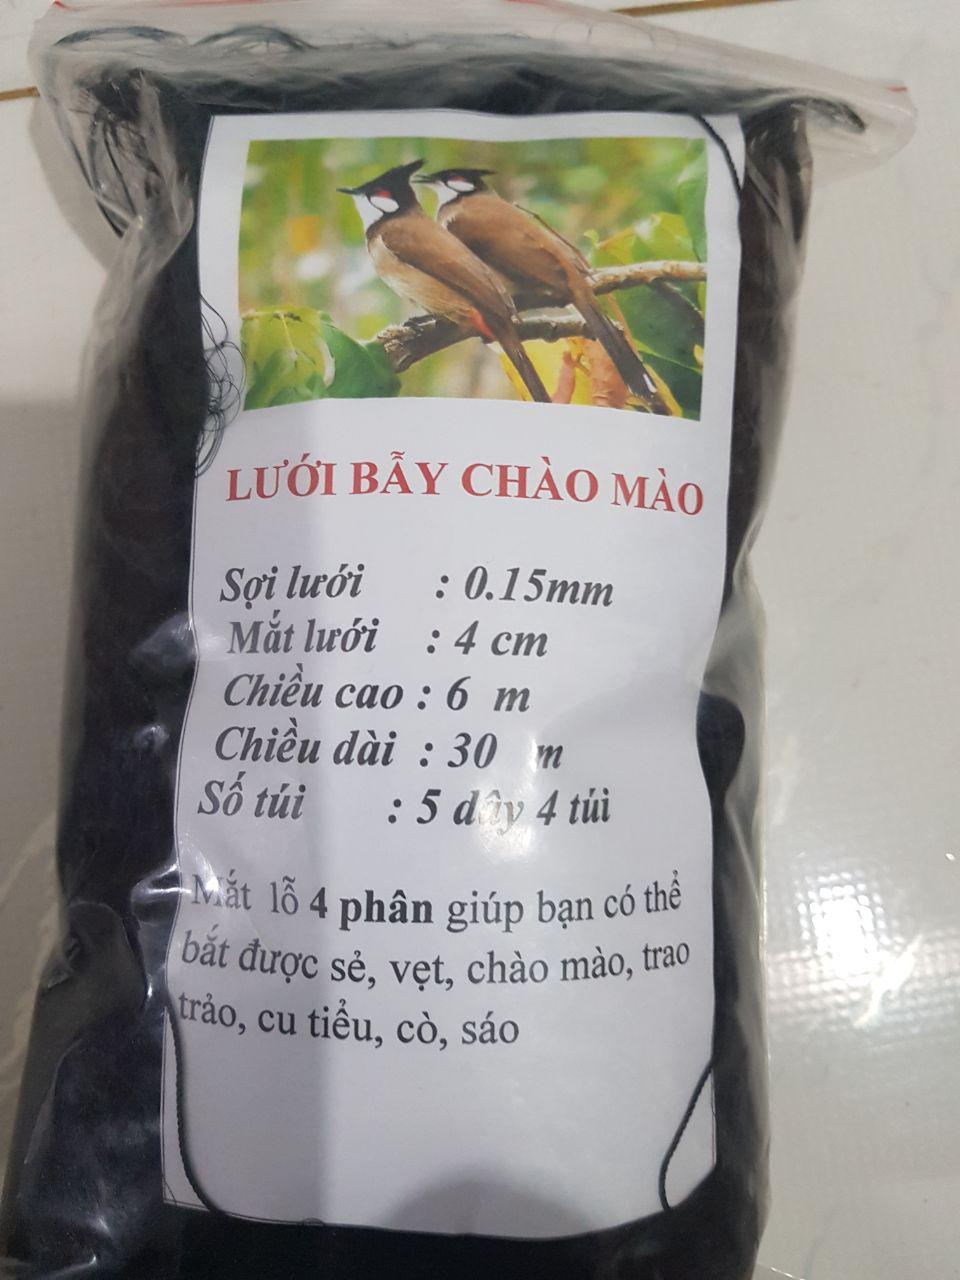 LƯỚI BẪY CHÀO MÀO
Sợi lưới : 0.15mm
Mắt lưới : 4 cm
Chiều cao : 6 m
Chiều dài : 30 m
Số túi : 5 dây 4 túi
Mắt lỗ 4 phân giúp bạn có thể
bắt được sẻ, vẹt, chào mào, trao
trảo, cu tiểu, cò, sáo